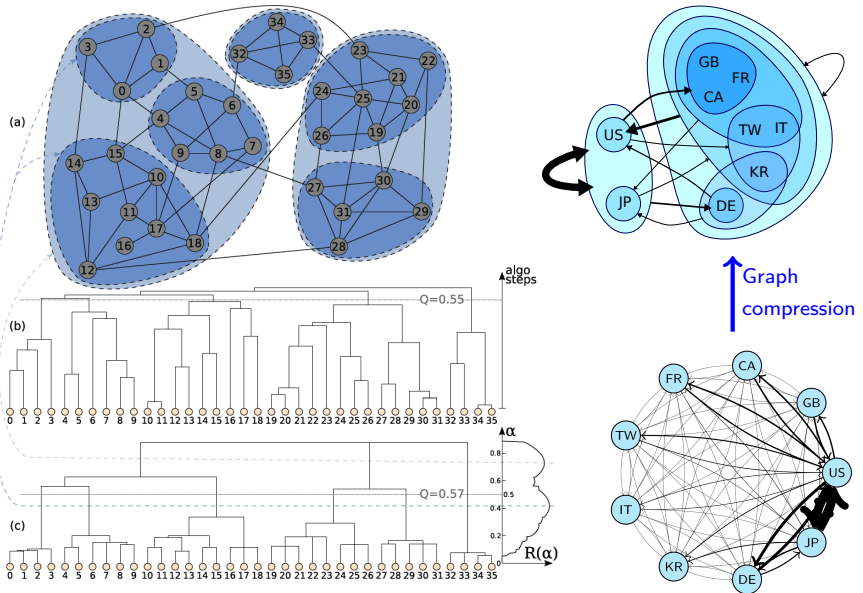 (a)
2
3
1
0
34
32
33
35
23
22
21
24
25
20
26
19
5
6
4
9
8
7
14
15
10
13
11
17
16
18
12
27
30
31
29
28
(b)
Q=0.55
algo
steps
0 1 2 3 4 5 6 7 8 9 10 11 12 13 14 15 16 17 18 19 20 21 22 23 24 25 26 27 28 29 30 31 32 33 34 35
(c)
Q=0.57
α
0.8
0.5
0.4
0.2
0
R(α)
0 1 2 3 4 5 6 7 8 9 10 11 12 13 14 15 16 17 18 19 20 21 22 23 24 25 26 27 28 29 30 31 32 33 34 35
GB
FR
CA
US
TW IT
KR
JP
DE
Graph
compression
CA
FR
GB
TW
US
IT
JP
KR
DE